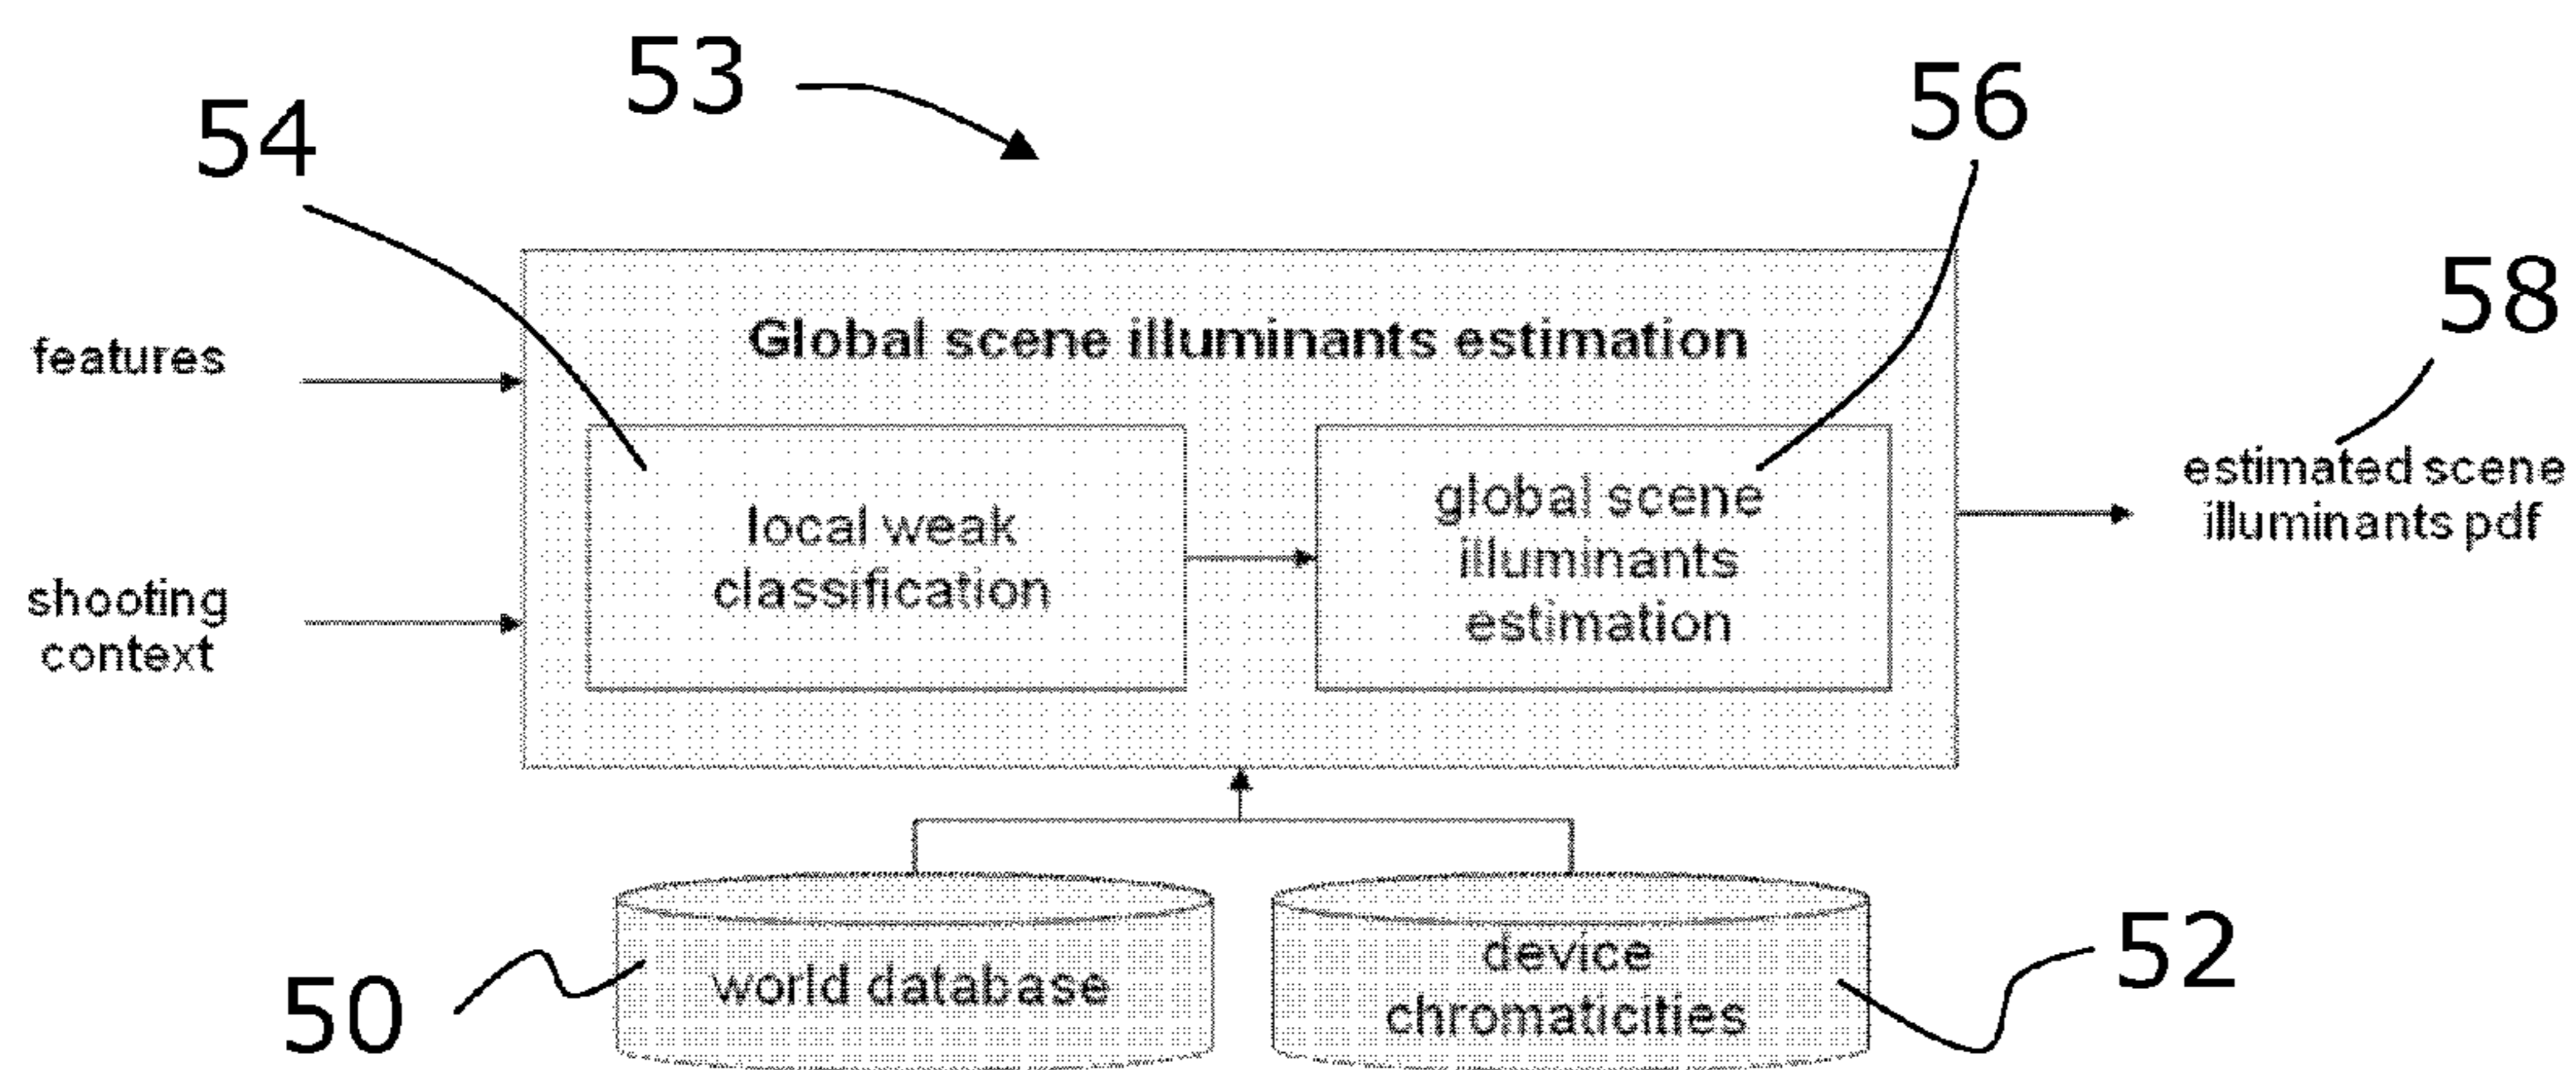 53
54
56
58
Global scene illuminants estimation
features
estimated scene
illuminants pdf
local weak
classification
global scene
illuminants
estimation
shooting
context
world database
device
chromaticities
50
52